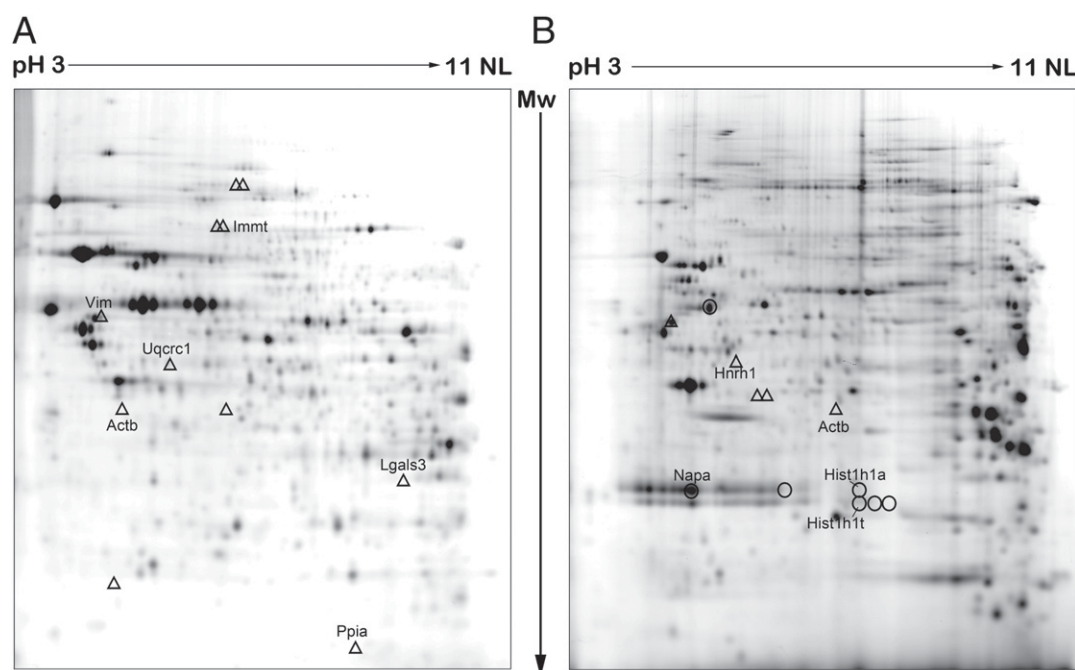 A
pH 3
11 NL
Immt
Vim
Uqcrc1
Actb
Lgals3
Ppia
Mw
B
pH 3
11 NL
Hnrh1
Actb
Napa
Hist1h1a
Hist1h1t